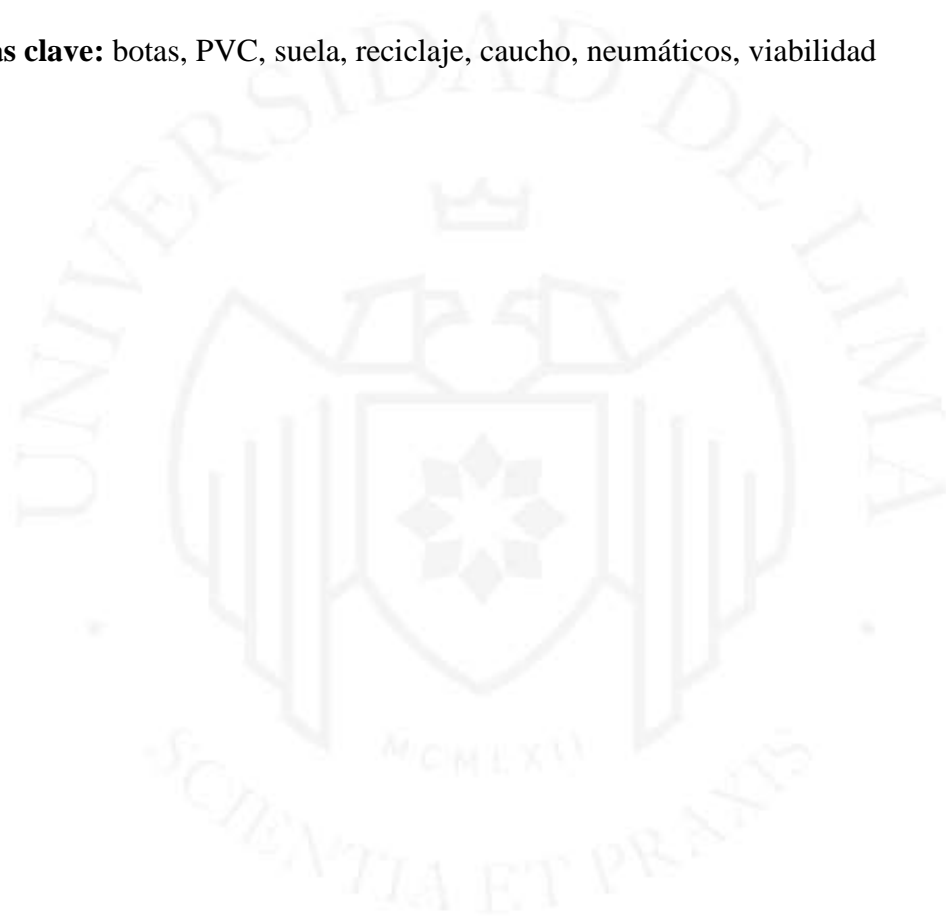 as clave: botas, PVC, suela, reciclaje, caucho, neumáticos, viabilidad
UNIVERSIDAD DE LIMA
MCMLXII
SCIENTIA ET PRAXIS